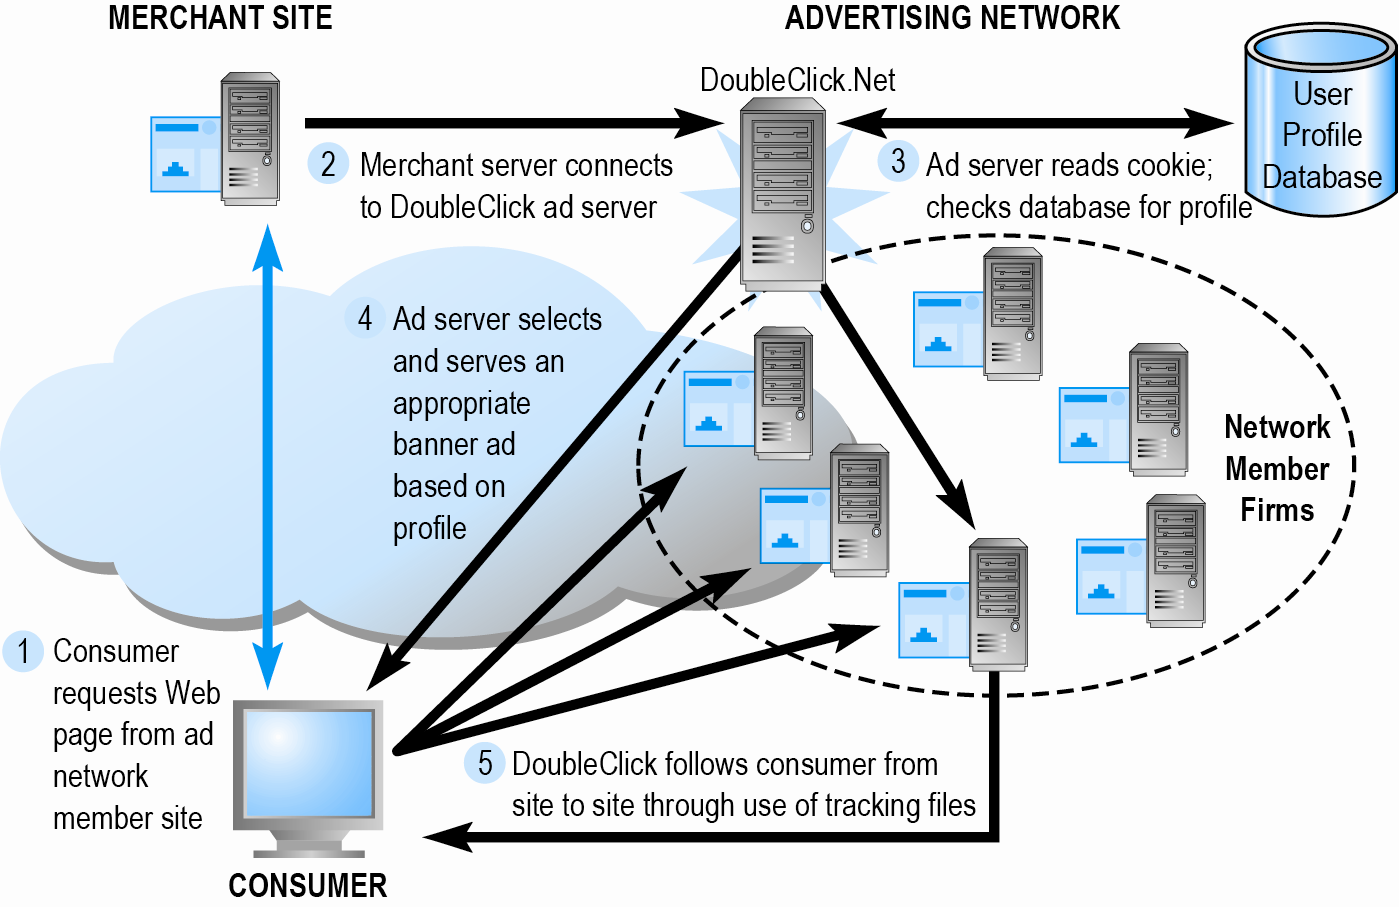 MERCHANT SITE
ADVERTISING NETWORK
DoubleClick.Net
User
Profile
Database
2 Merchant server connects
to DoubleClick ad server
3 Ad server reads cookie;
checks database for profile
4 Ad server selects
and serves an
appropriate
banner ad
based on
profile
Network
Member
Firms
1 Consumer
requests Web
page from ad
network
member site
5 DoubleClick follows consumer from
site to site through use of tracking files
CONSUMER